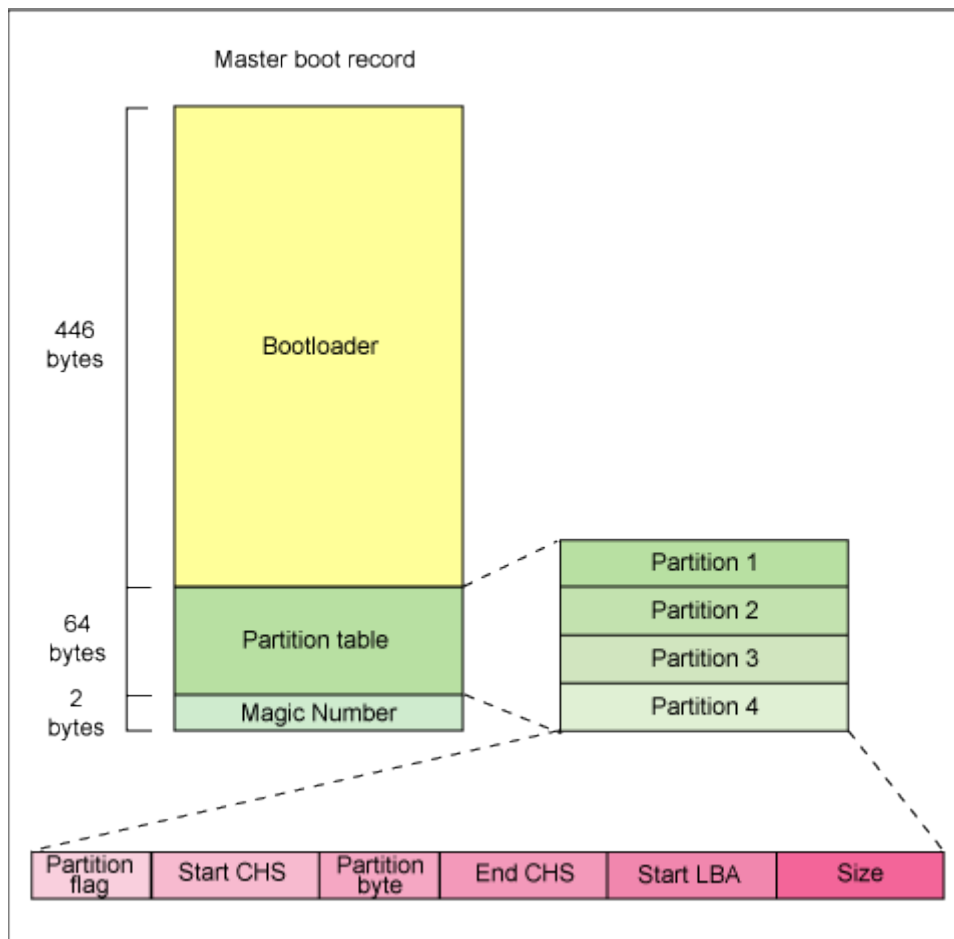 Master boot record
446
bytes
Bootloader
64
bytes
Partition table
2
bytes
Magic Number
Partition 1
Partition 2
Partition 3
Partition 4
Partition
flag
Start CHS
Partition
byte
End CHS
Start LBA
Size